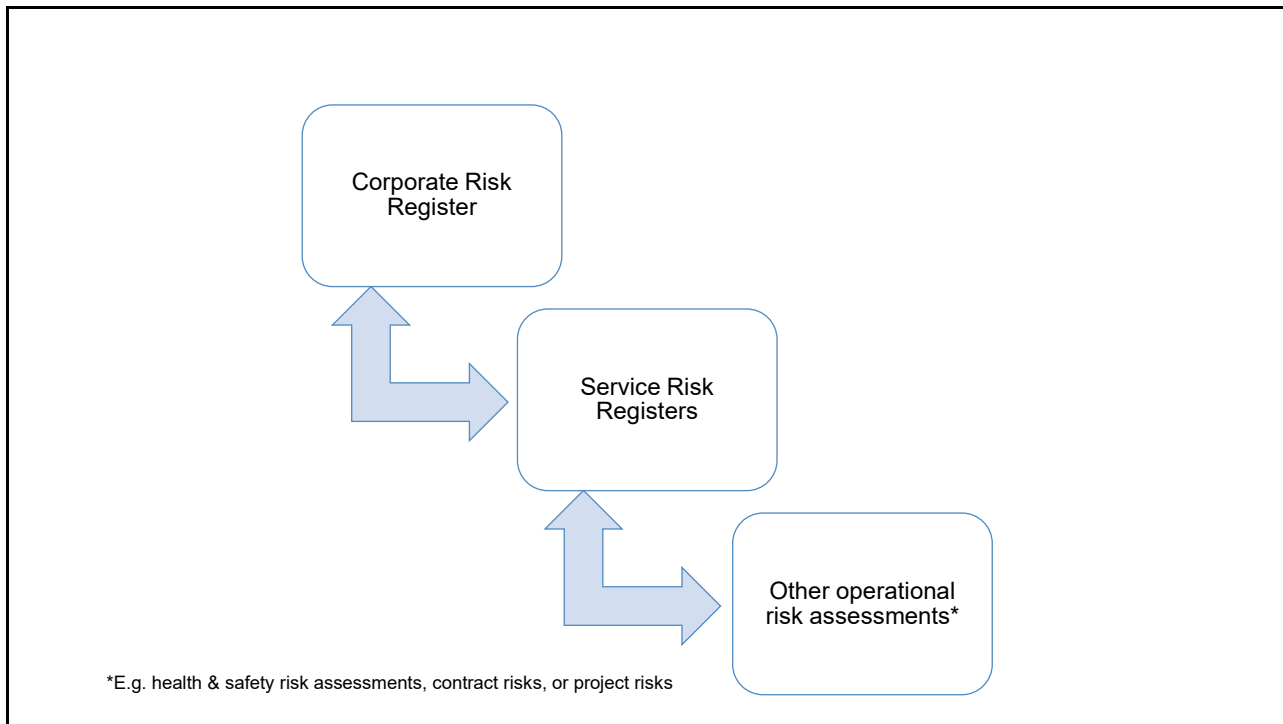 Corporate Risk
Register
Service Risk
Registers
Other operational
risk assessments*
*E.g. health & safety risk assessments, contract risks, or project risks